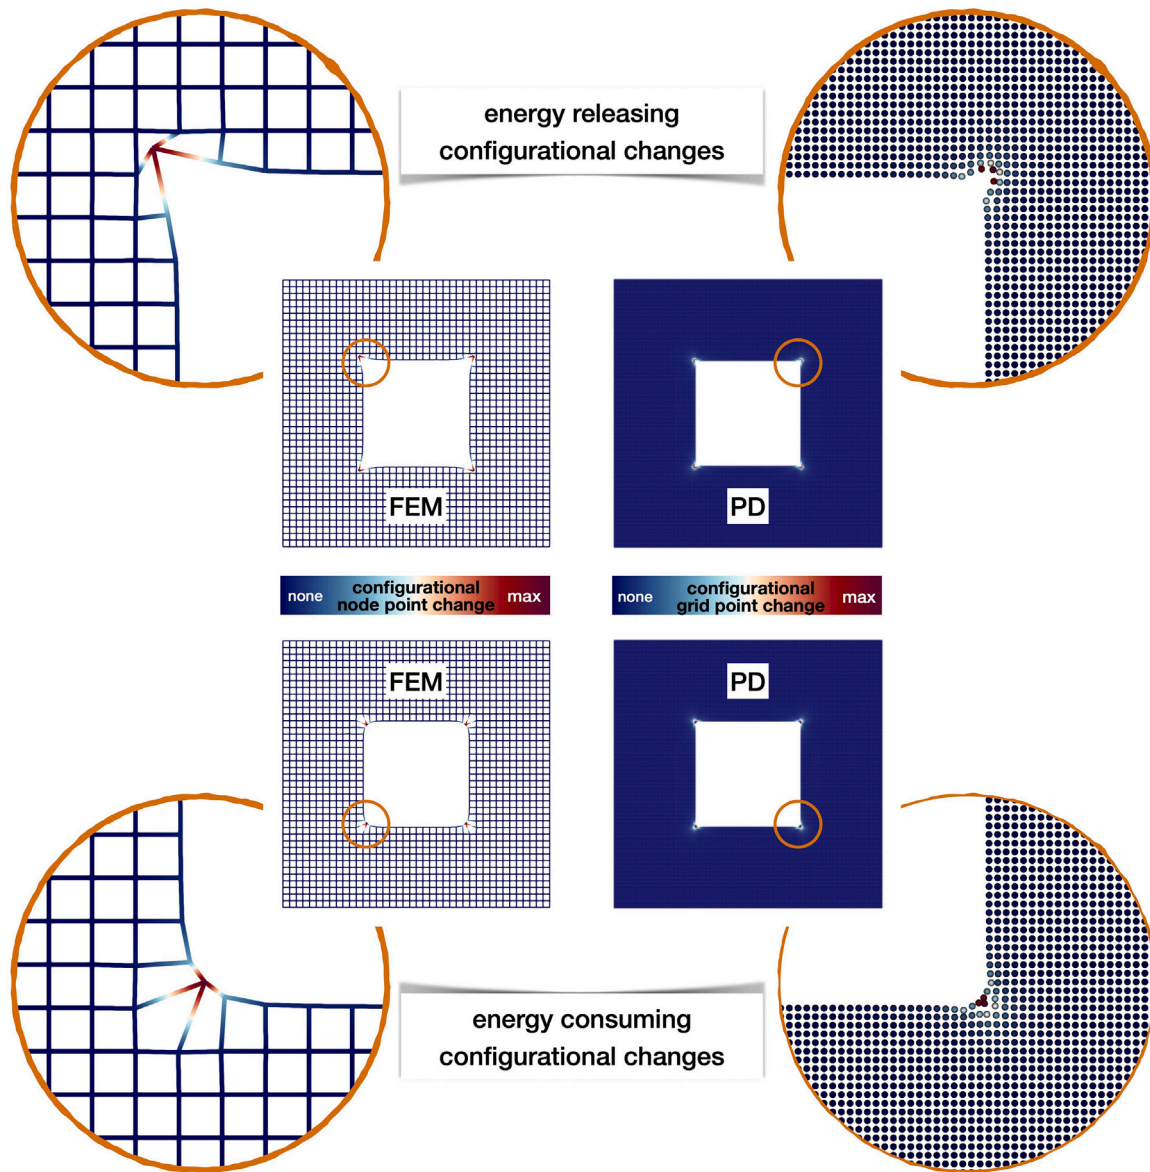 energy releasing
configurational changes
FEM
PD
none configurational node point change max
none configurational grid point change max
FEM
PD
energy consuming
configurational changes